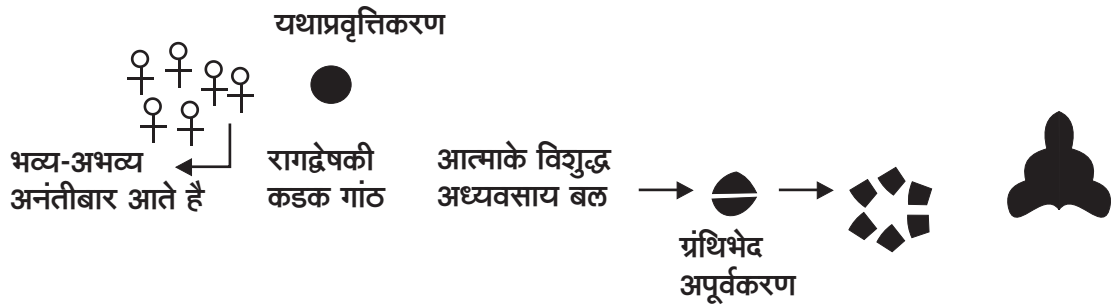 यथाप्रवृत्तिकरण
भव्य-अभव्य
अनंतीबार आते है
रागद्वेषकी
कडक गांठ
आत्माके विशुद्ध
अध्यवसाय बल
ग्रंथिभेद
अपूर्वकरण